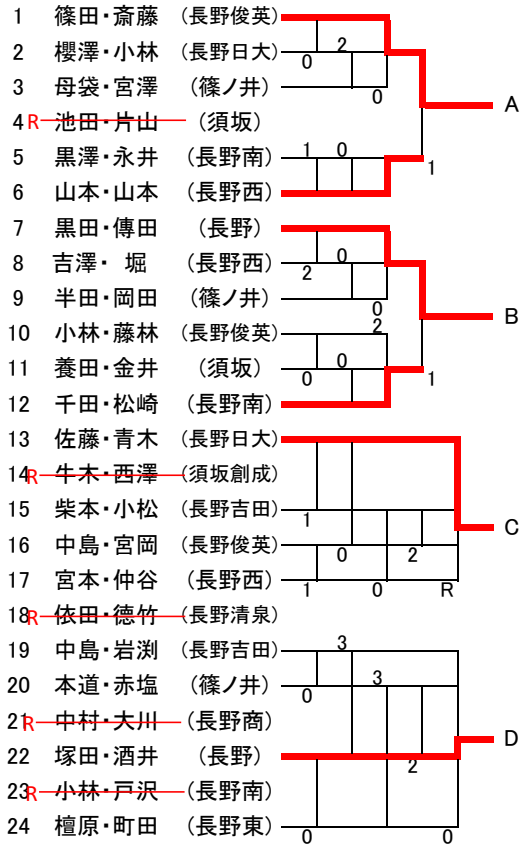 1 篠田・斎藤 (長野俊英)
2 櫻澤・小林 (長野日大) 2
0
3 母袋・宮澤 (篠ノ井) 0
A
4 R 池田・片山 (須坂)
5 黒澤・永井 (長野南) 1 0
1
6 山本・山本 (長野西)
7 黒田・傳田 (長野)
8 吉澤・ 堀 (長野西) 0
2
9 半田・岡田 (篠ノ井) 0
B
10 小林・藤林 (長野俊英) 2
11 養田・金井 (須坂) 0
0 1
12 千田・松崎 (長野南)
13 佐藤・青木 (長野日大)
14 R 牛木・西澤 (須坂創成)
15 柴本・小松 (長野吉田) 1
C
16 中島・宮岡 (長野俊英) 0 2
17 宮本・仲谷 (長野西) 1 0 R
18 R 依田・徳竹 (長野清泉)
19 中島・岩渕 (長野吉田) 3
20 本道・赤塩 (篠ノ井) 0 3
21 R 中村・大川 (長野商)
D
22 塚田・酒井 (長野) 2
23 R 小林・戸沢 (長野南)
24 檀原・町田 (長野東) 0 0